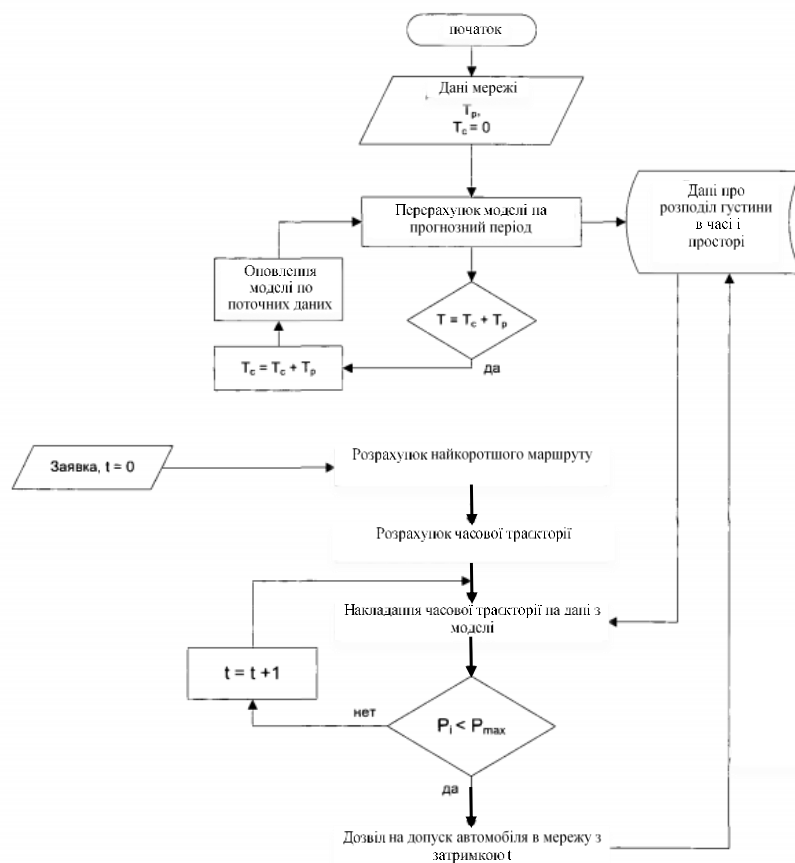 початок
Дані мережі
Tp,
Tc = 0
Перерахунок моделі на
прогнозний період
Дані про
розподіл густини
в часі і
просторі
Оновлення
моделі по
поточних даних
T = Tc + Tp
да
Tc = Tc + Tp
Заявка, t = 0
Розрахунок найкоротшого маршруту
Розрахунок часової траєкторії
Накладання часової траєкторії на дані з
моделі
t = t +1
нет
Pi < Pmax
да
Дозвіл на допуск автомобіля в мережу з
затримкою t